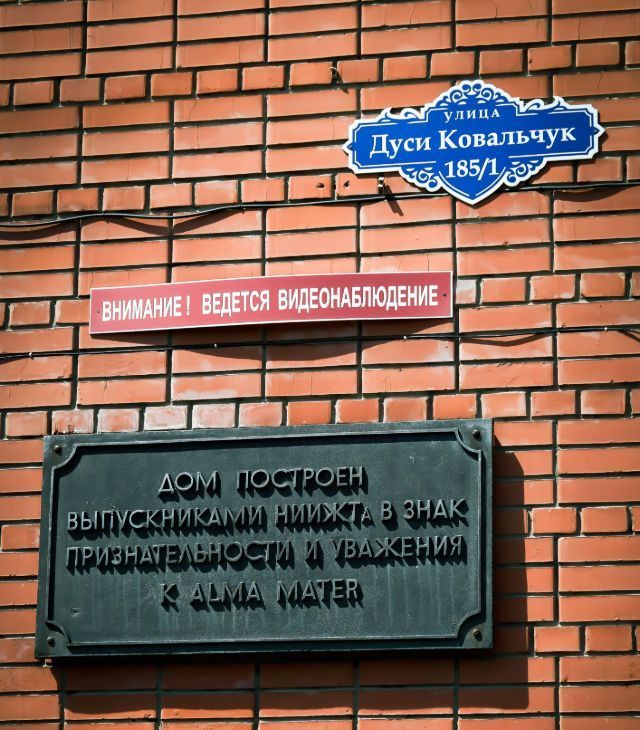 УЛИЦА
Дуси Ковальчук
185/1
ВНИМАНИЕ! ВЕДЕТСЯ ВИДЕОНАБЛЮДЕНИЕ
ДОМ ПОСТРОЕН
ВЫПУСКНИКАМИ НИИЖТа В ЗНАК
ПРИЗНАТЕЛЬНОСТИ И УВАЖЕНИЯ
К ALMA MATER